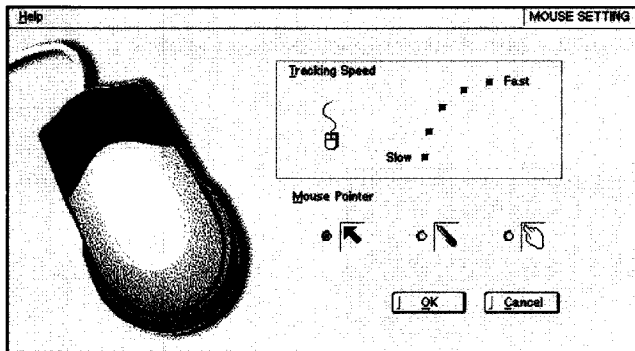 Help MOUSE SETTING
Tracking Speed
Fast
Slow
Mouse Pointer
OK Cancel